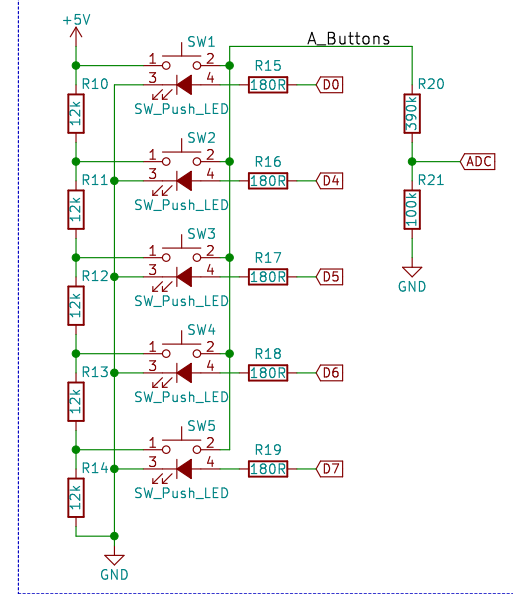 +5V
SW1
A_Buttons
1 2
R15
3 4
180R
D0
R10
12k
SW_Push_LED
R20
390k
SW2
1 2
R16
ADC
3 4
180R
D4
R11
12k
SW_Push_LED
R21
100k
SW3
1 2
R17
3 4
180R
D5
R12
12k
SW_Push_LED
GND
SW4
1 2
R18
3 4
180R
D6
R13
12k
SW_Push_LED
SW5
1 2
R19
3 4
180R
D7
R14
12k
SW_Push_LED
GND